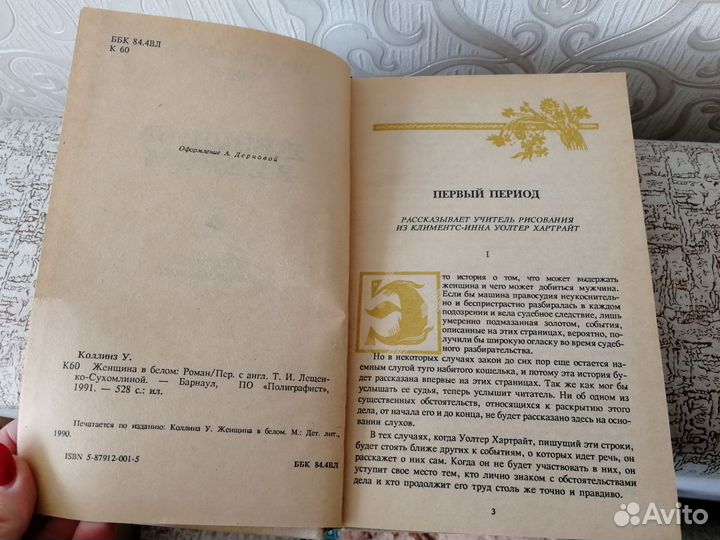 ББК 84.4ВЛ
К 60
Оформление А. Дерновой
Коллинз У.
К60 Женщина в белом: Роман/Пер. с англ. Т. И. Лещен-
ко-Сухомлиной. — Барнаул, ПО «Полиграфист»,
1991. — 528 с.: ил.
Печатается по изданию: Коллинз У. Женщина в белом. М.: Дет. лит.,
1990.
ISBN 5-87912-001-5
ББК 84.4ВЛ
ПЕРВЫЙ ПЕРИОД
РАССКАЗЫВАЕТ УЧИТЕЛЬ РИСОВАНИЯ
ИЗ КЛИМЕНТС-ИННА УОЛТЕР ХАРТРАЙТ
1
Это история о том, что может выдержать
женщина и чего может добиться мужчина.
Если бы машина правосудия неукоснитель-
но и беспристрастно разбиралась в каждом
подозрении и вела судебное следствие, лишь
умеренно подмазанная золотом, события,
описанные на этих страницах, вероятно, по-
лучили бы широкую огласку во время судеб-
ного разбирательства.
Но в некоторых случаях закон до сих пор еще остается на-
емным слугой туго набитого кошелька, и потому эта история бу-
дет рассказана впервые на этих страницах. Так же как мог бы
услышать ее судья, теперь услышит читатель. Ни об одном из
существенных обстоятельств, относящихся к раскрытию этого
дела, от начала его и до конца, не будет рассказано здесь на осно-
вании слухов.
В тех случаях, когда Уолтер Хартрайт, пишущий эти строки,
будет стоять ближе других к событиям, о которых идет речь, он
расскажет о них сам. Когда он не будет участвовать в них, он
уступит свое место тем, кто лично знаком с обстоятельствами
дела и кто продолжит его труд столь же точно и правдиво.
3
Avito